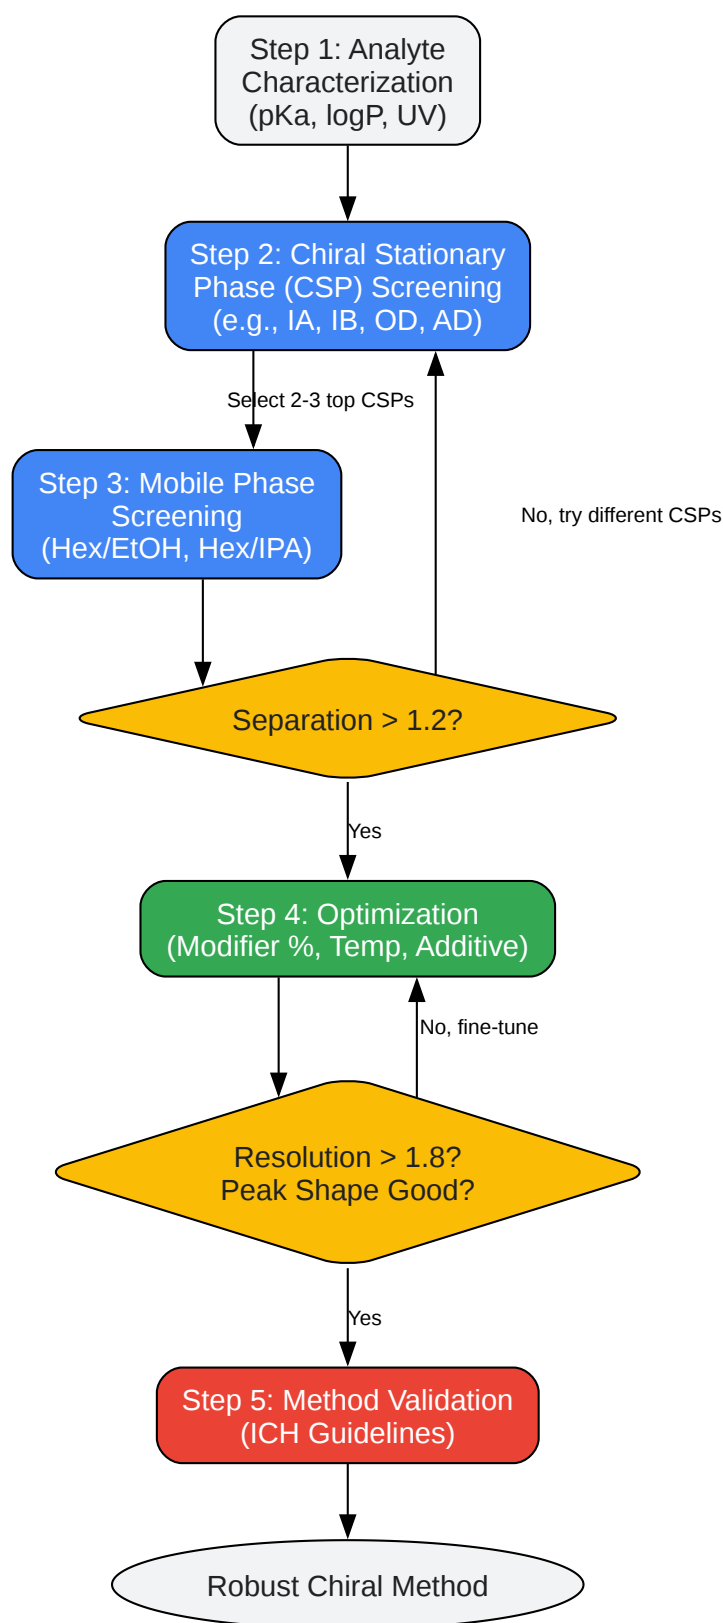 Step 1: Analyte
Characterization
(pKa, logP, UV)
Step 2: Chiral Stationary
Phase (CSP) Screening
(e.g., IA, IB, OD, AD)
Select 2-3 top CSPs
Step 3: Mobile Phase
Screening
(Hex/EtOH, Hex/IPA)
No, try different CSPs
Separation > 1.2?
Yes
Step 4: Optimization
(Modifier %, Temp, Additive)
No, fine-tune
Resolution > 1.8?
Peak Shape Good?
Yes
Step 5: Method Validation
(ICH Guidelines)
Robust Chiral Method